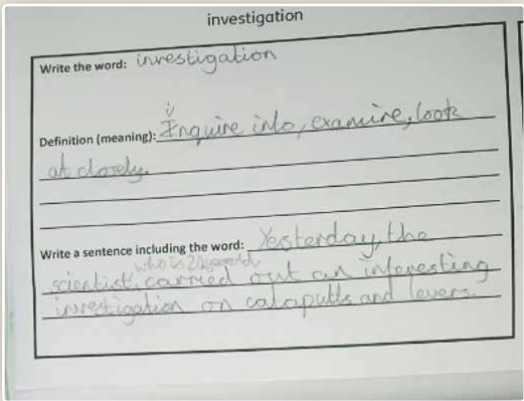 investigation
Write the word: investigation
Definition (meaning): Inquire into, examine, look
at closely.
Write a sentence including the word: Yesterday, the
who is 20 years old,
scientist, carried out an interesting
investigation on catapults and levers.